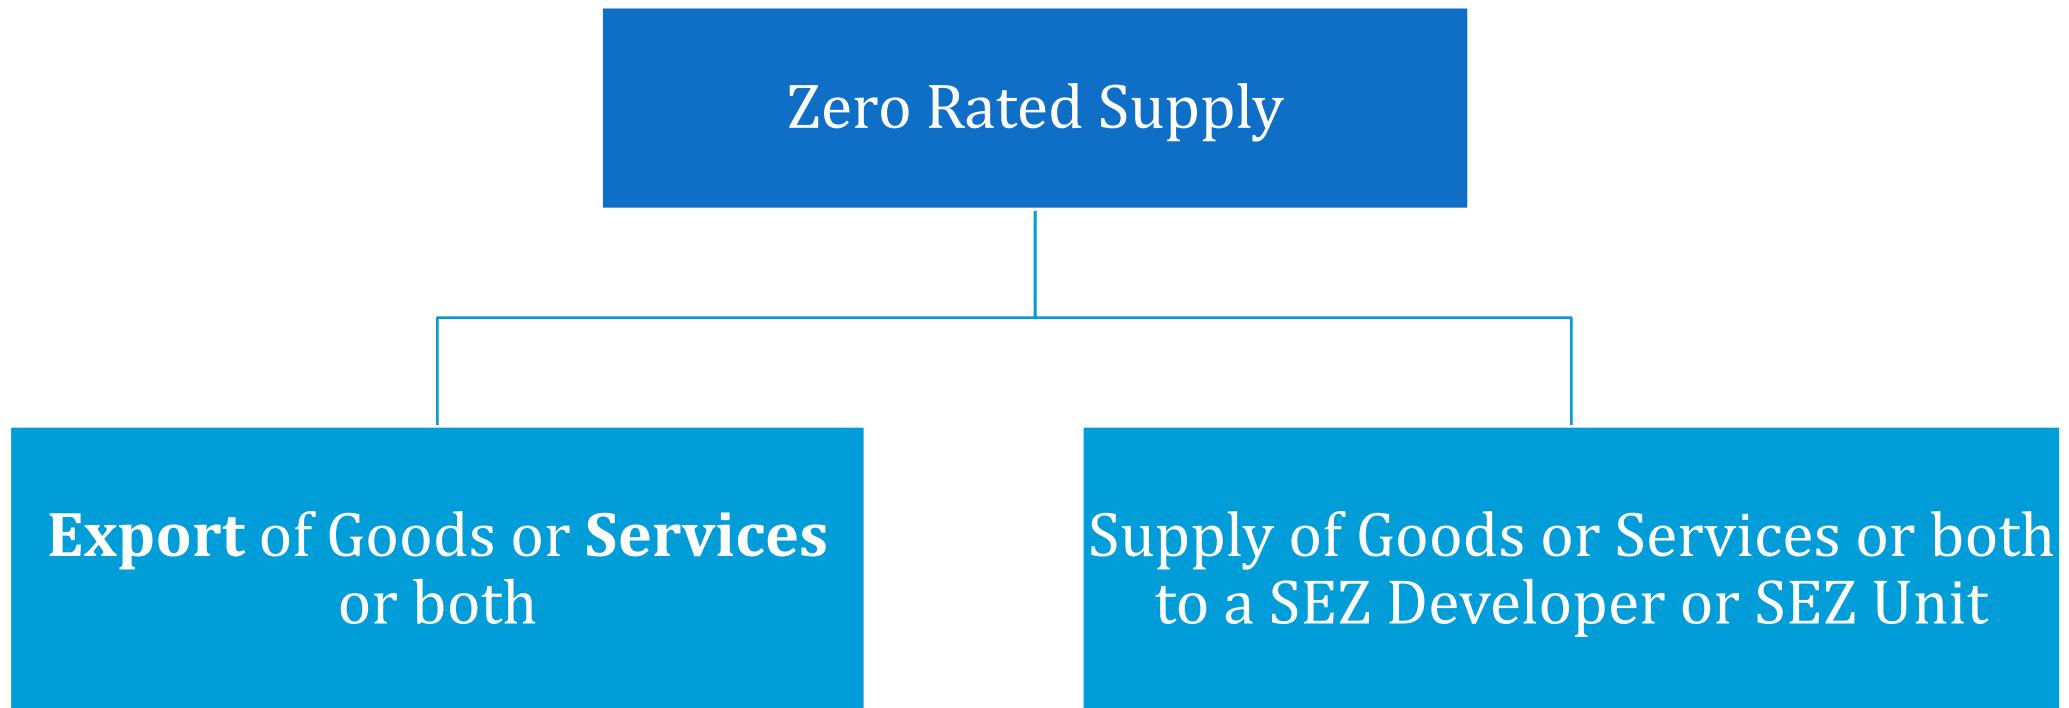 Zero Rated Supply
Export of Goods or Services
or both
Supply of Goods or Services or both
to a SEZ Developer or SEZ Unit